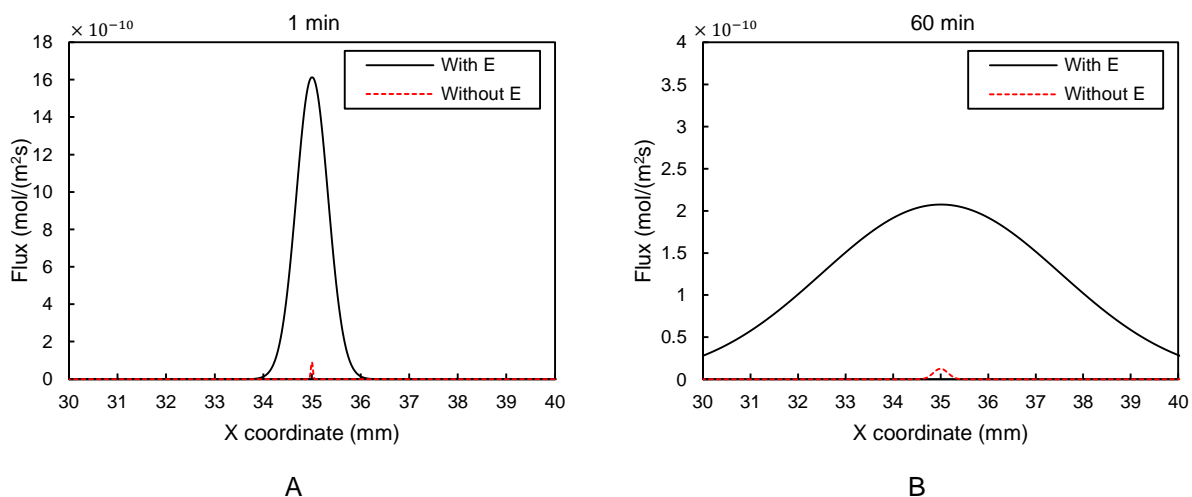 × 10⁻¹⁰
1 min
18
16
14
12
10
8
6
4
2
0
Flux (mol/(m²s)
With E
Without E
30 31 32 33 34 35 36 37 38 39 40
X coordinate (mm)
A
× 10⁻¹⁰
60 min
4
3.5
3
2.5
2
1.5
1
0.5
0
Flux (mol/(m²s)
With E
Without E
30 31 32 33 34 35 36 37 38 39 40
X coordinate (mm)
B